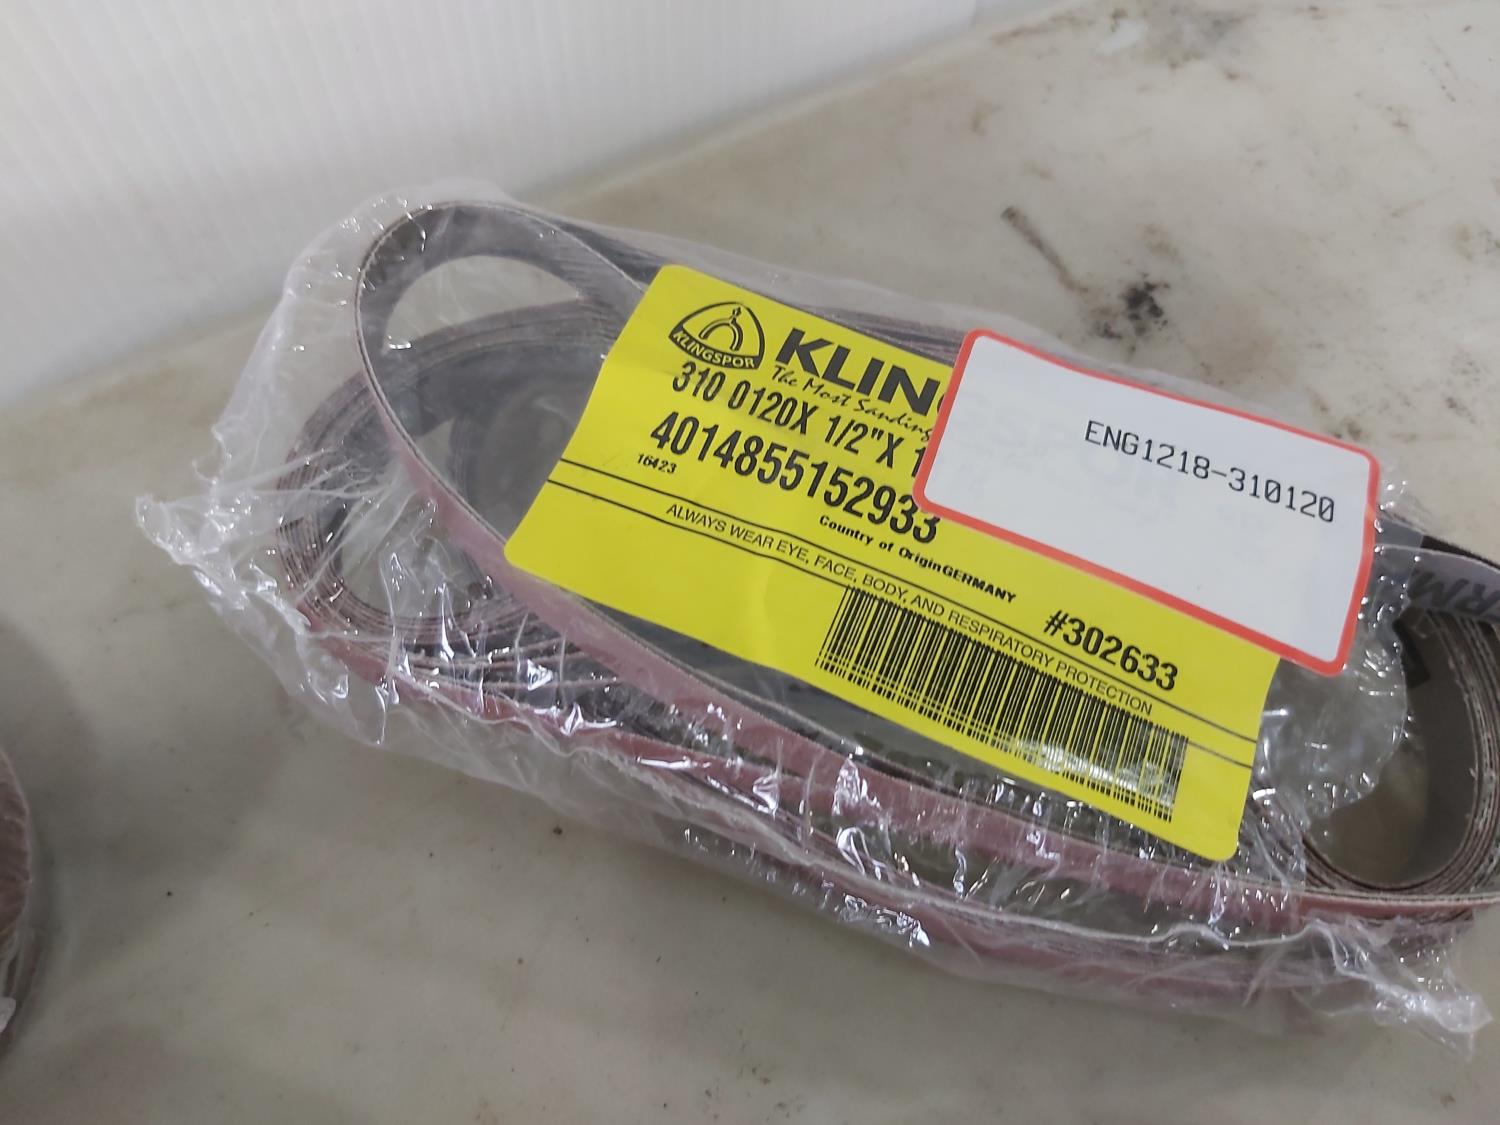 KLINGSPOR
KLIN
The Most Sanding
310 0120X 1/2"X 1
4014855152933
16423
Country of Origin GERMANY
ALWAYS WEAR EYE, FACE, BODY, AND RESPIRATORY PROTECTION
#302633
ENG1218-310120